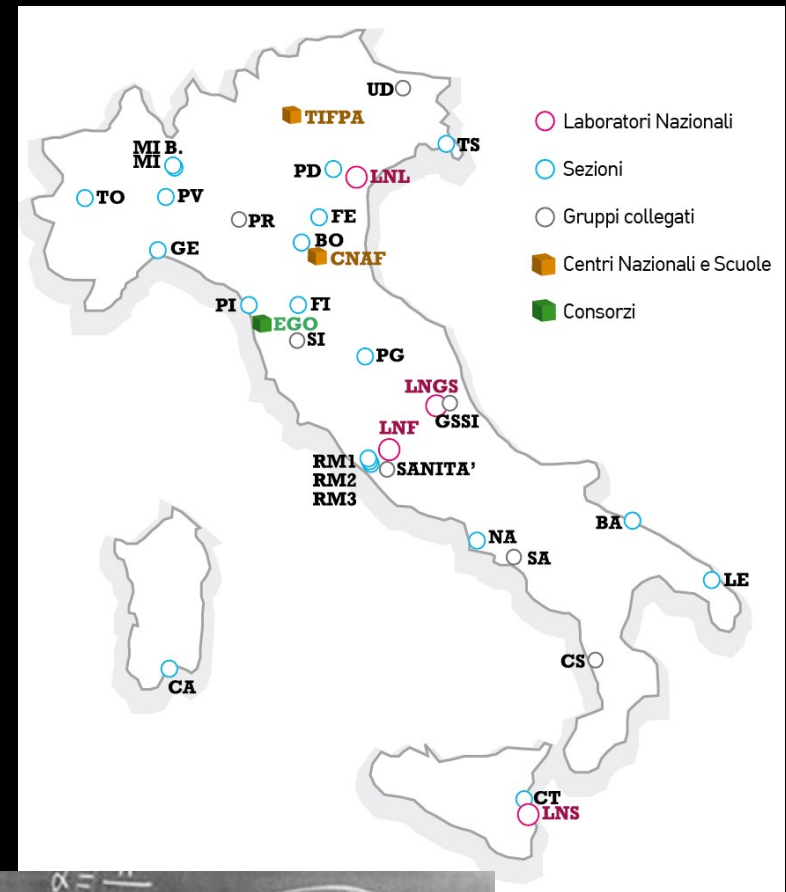 UD
TIFPA
MI B.
MI
TS
PD
LNL
TO
PV
PR
FE
BO
CNAF
GE
PI
FI
EGO
SI
PG
LNGS
GSSI
LNF
RM1
RM2
RM3
SANITA'
NA
SA
BA
LE
CS
CA
CT
LNS
Laboratori Nazionali
Sezioni
Gruppi collegati
Centri Nazionali e Scuole
Consorzi
α =